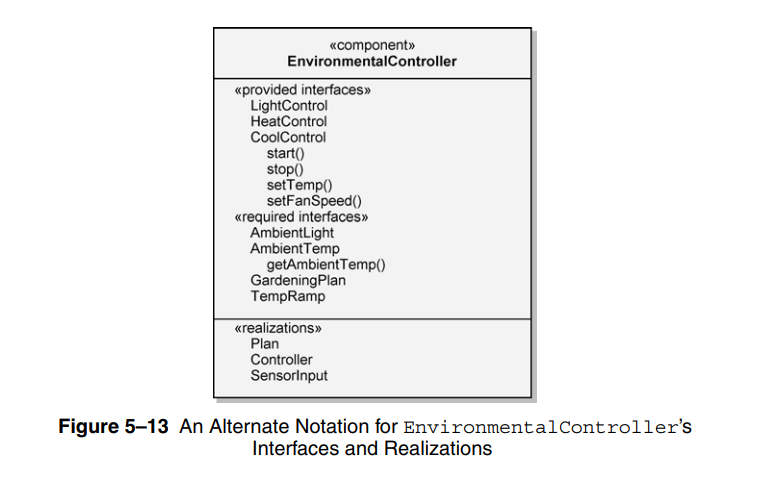 «component»
EnvironmentalController
«provided interfaces»
LightControl
HeatControl
CoolControl
start()
stop()
setTemp()
setFanSpeed()
«required interfaces»
AmbientLight
AmbientTemp
getAmbientTemp()
GardeningPlan
TempRamp
«realizations»
Plan
Controller
SensorInput
Figure 5–13 An Alternate Notation for EnvironmentalController's
Interfaces and Realizations